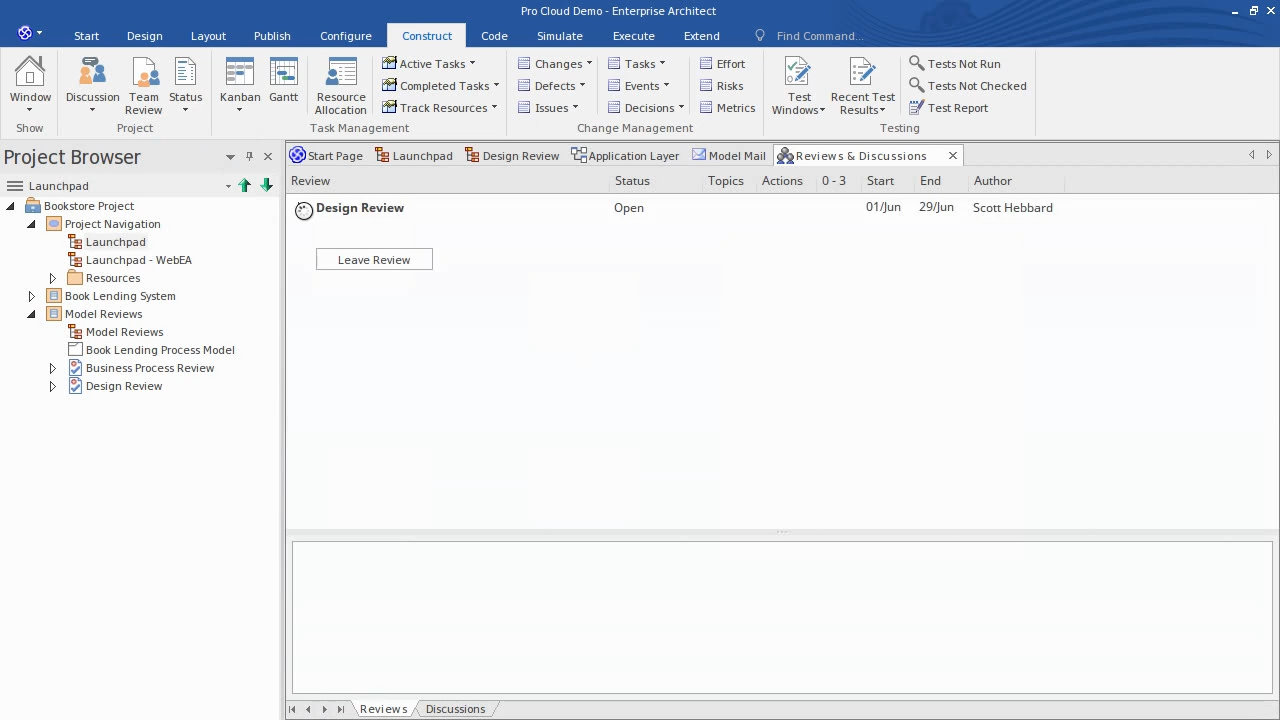 Pro Cloud Demo - Enterprise Architect
Start Design Layout Publish Configure Construct Code Simulate Execute Extend Find Command...
Window
Show
Discussion
Team Review
Status
Project
Kanban
Gantt
Resource Allocation
Active Tasks
Completed Tasks
Track Resources
Task Management
Changes
Defects
Issues
Tasks
Events
Decisions
Effort
Risks
Metrics
Change Management
Test Windows
Recent Test Results
Tests Not Run
Tests Not Checked
Test Report
Testing
Project Browser
Launchpad
Bookstore Project
Project Navigation
Launchpad
Launchpad - WebEA
Resources
Book Lending System
Model Reviews
Model Reviews
Book Lending Process Model
Business Process Review
Design Review
Start Page Launchpad Design Review Application Layer Model Mail Reviews & Discussions
Review Status Topics Actions 0 - 3 Start End Author
Design Review Open 01/Jun 29/Jun Scott Hebbard
Leave Review
Reviews Discussions